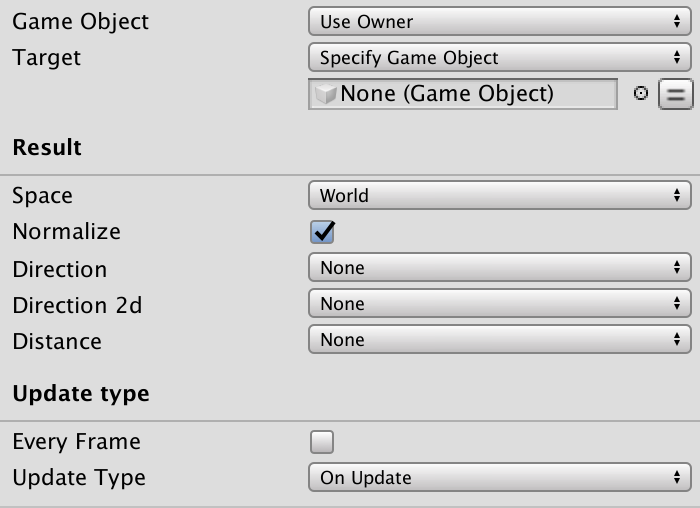 Game Object Use Owner
Target Specify Game Object
None (Game Object)
Result
Space World
Normalize
Direction None
Direction 2d None
Distance None
Update type
Every Frame
Update Type On Update